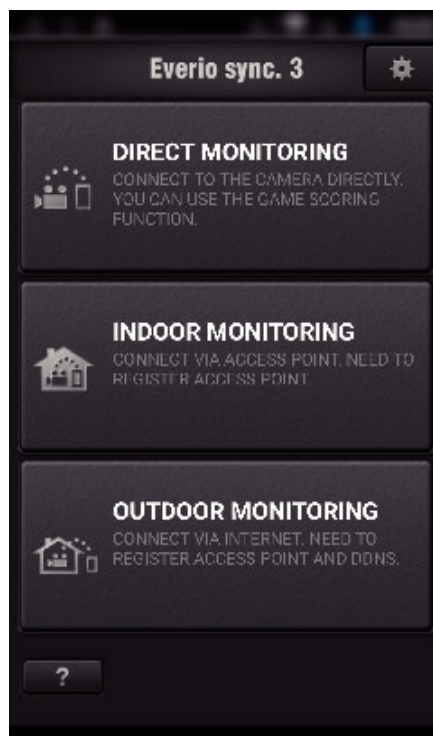 Everio sync. 3
DIRECT MONITORING
CONNECT TO THE CAMERA DIRECTLY.
YOU CAN USE THE GAME SCORING
FUNCTION.
INDOOR MONITORING
CONNECT VIA ACCESS POINT. NEED TO
REGISTER ACCESS POINT.
OUTDOOR MONITORING
CONNECT VIA INTERNET. NEED TO
REGISTER ACCESS POINT AND DDNS.
?